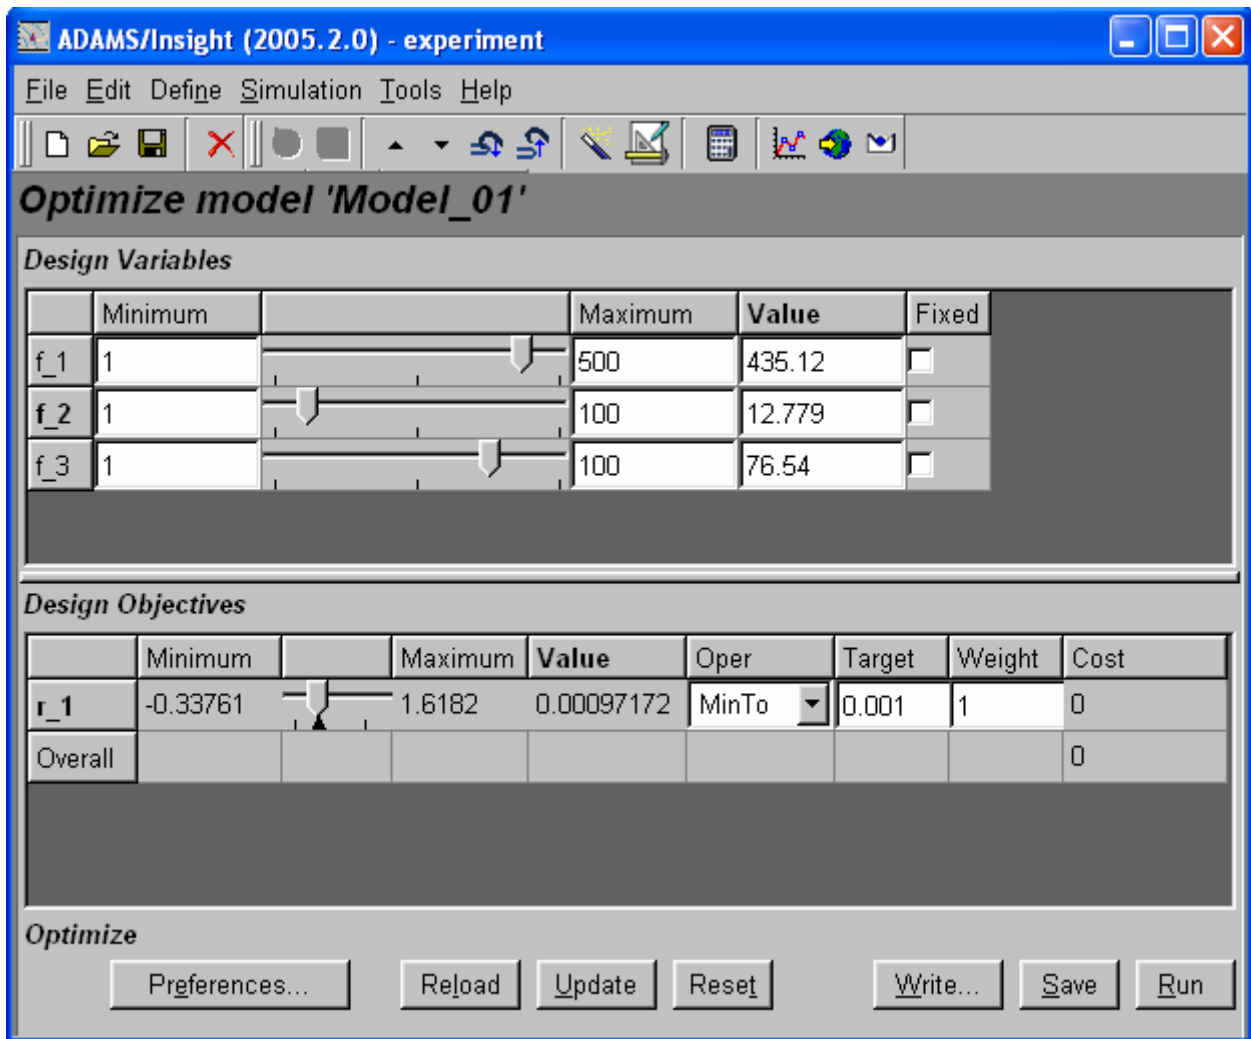 ADAMS/Insight (2005.2.0) - experiment
File Edit Define Simulation Tools Help
Optimize model 'Model_01'
Design Variables
Minimum Maximum Value Fixed
f_1 1 500 435.12
f_2 1 100 12.779
f_3 1 100 76.54
Design Objectives
Minimum Maximum Value Oper Target Weight Cost
r_1 -0.33761 1.6182 0.00097172 MinTo 0.001 1 0
Overall 0
Optimize
Preferences... Reload Update Reset Write... Save Run